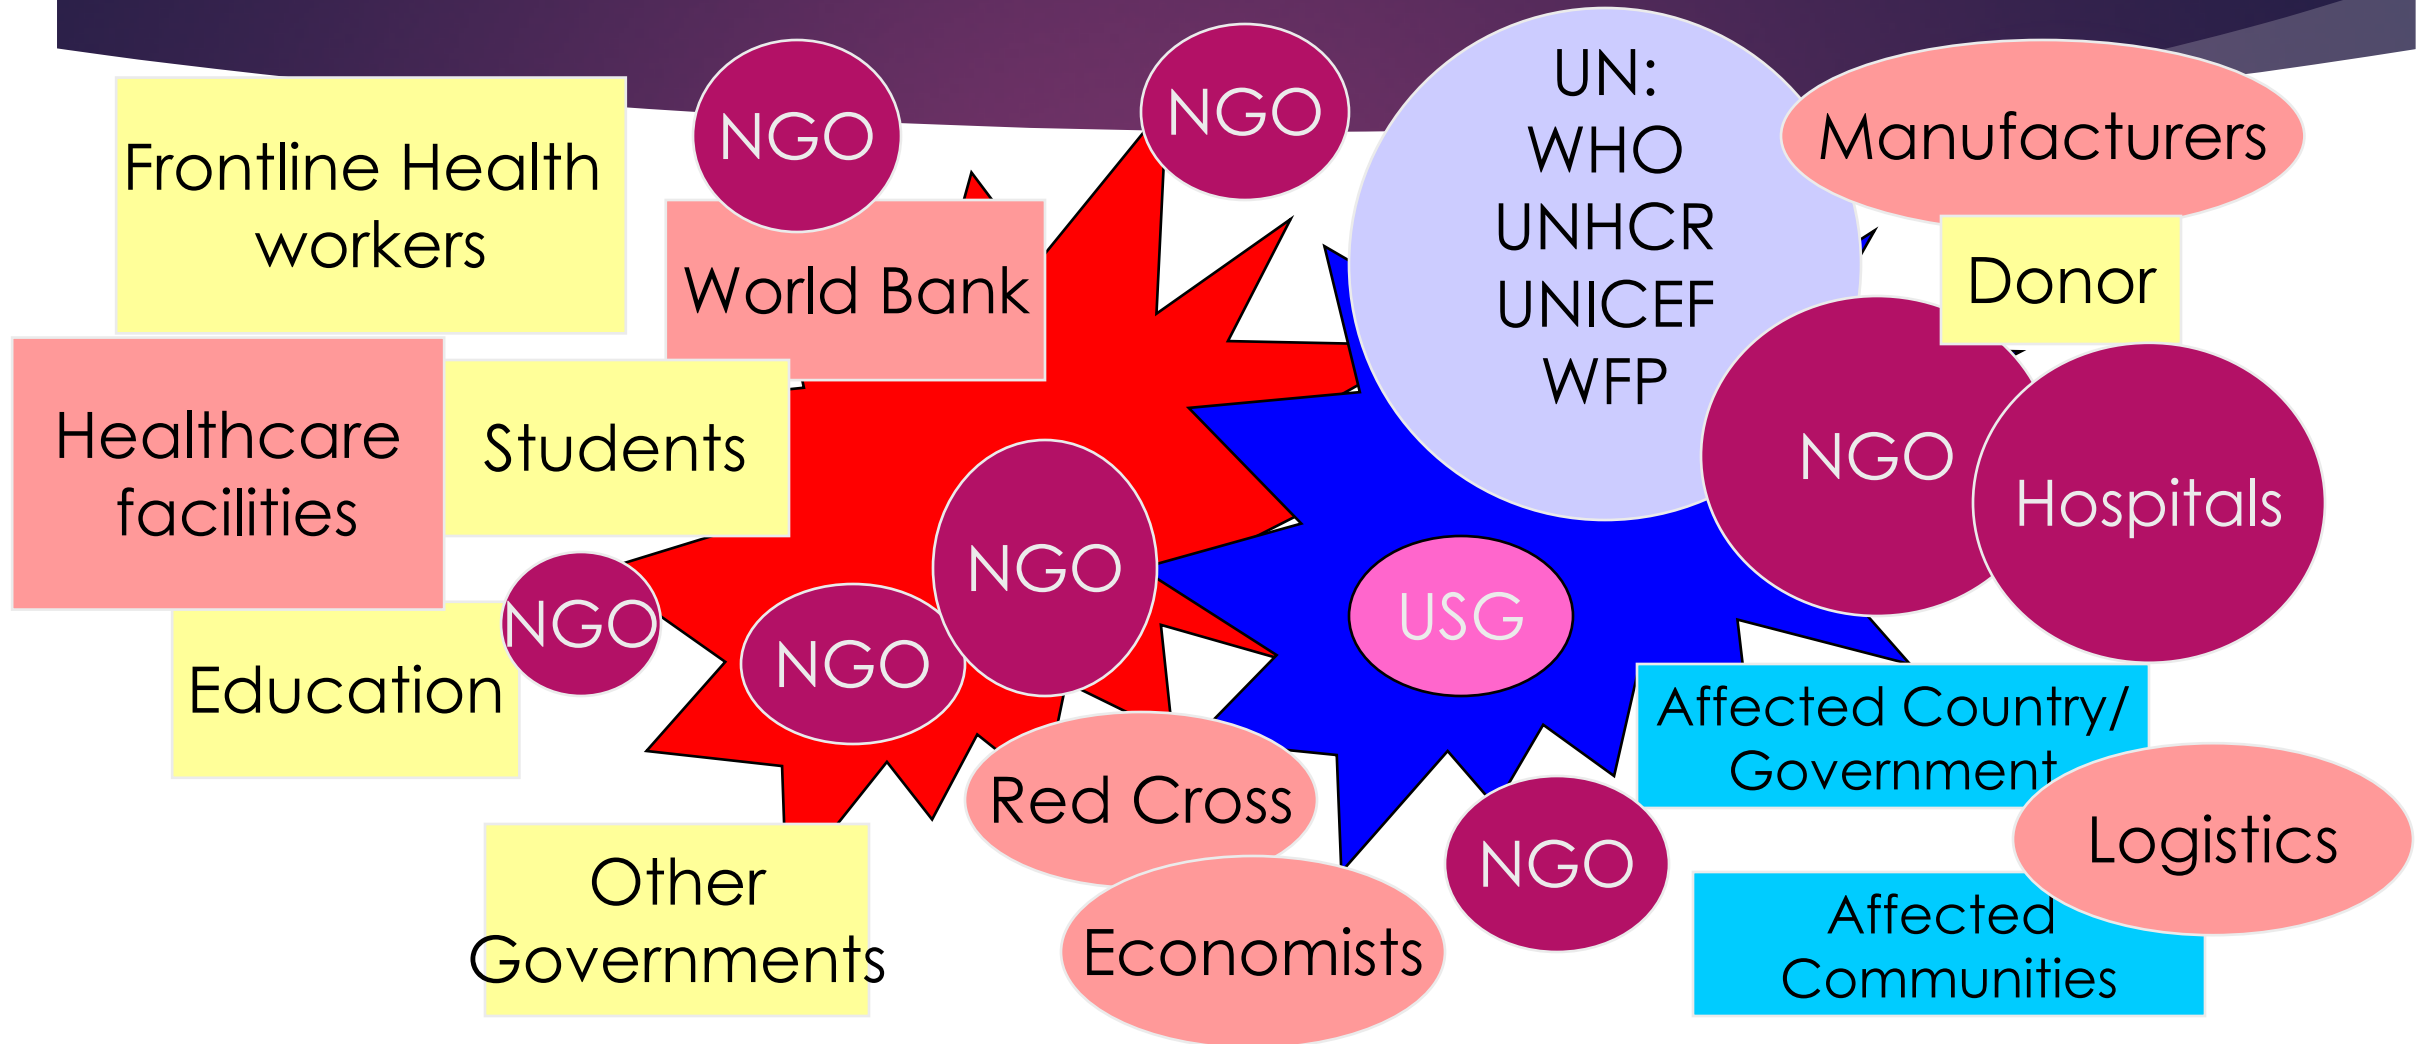 NGO
NGO
UN:
WHO
UNHCR
UNICEF
WFP
Manufacturers
Frontline Health
workers
World Bank
Donor
Healthcare
facilities
Students
NGO
Hospitals
NGO
NGO
NGO
USG
Education
Affected Country/
Government
Red Cross
Logistics
NGO
Other
Governments
Economists
Affected
Communities